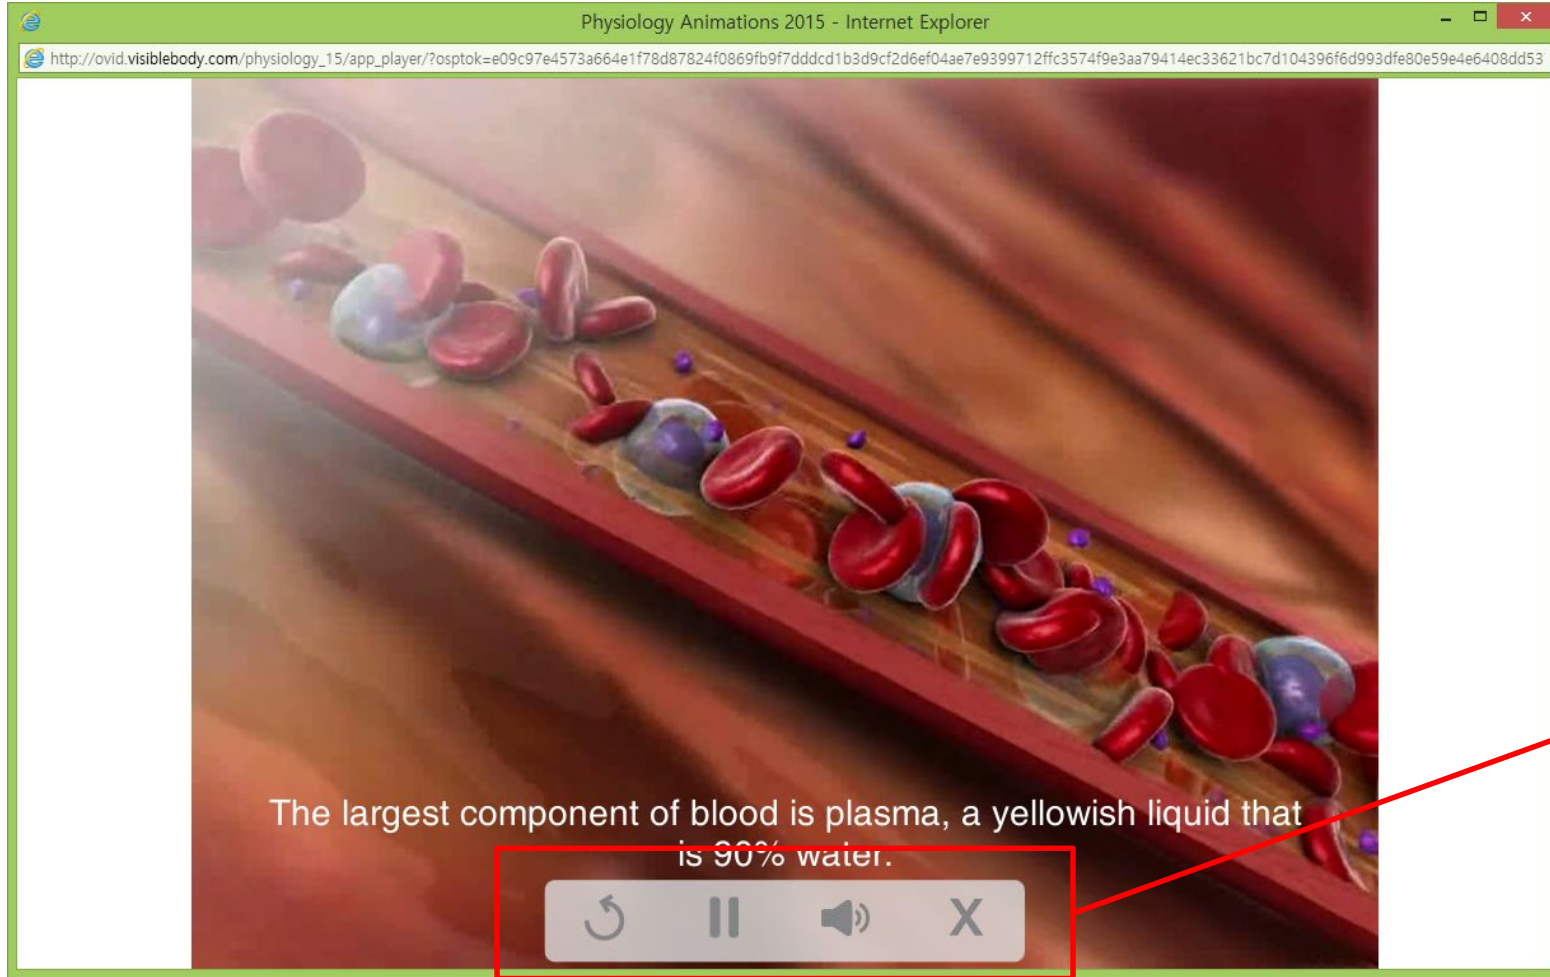 Physiology Animations 2015 - Internet Explorer
http://ovid.visiblebody.com/physiology_15/app_player/?osptok=e09c97e4573a664e1f78d87824f0869fb9f7dddcd1b3d9cf2d6ef04ae7e9399712ffc3574f9e3aa79414ec33621bc7d104396f6d993dfe80e59e4e6408dd53
The largest component of blood is plasma, a yellowish liquid that
is 90% water.
X